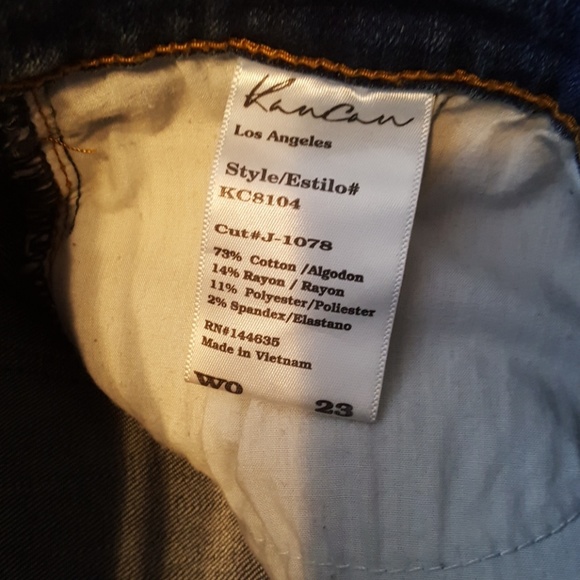 KanCan
Los Angeles
Style/Estilo#
KC8104
Cut#J-1078
73% Cotton /Algodon
14% Rayon / Rayon
11% Polyester/Poliester
2% Spandex/Elastano
RN#144635
Made in Vietnam
WO 23